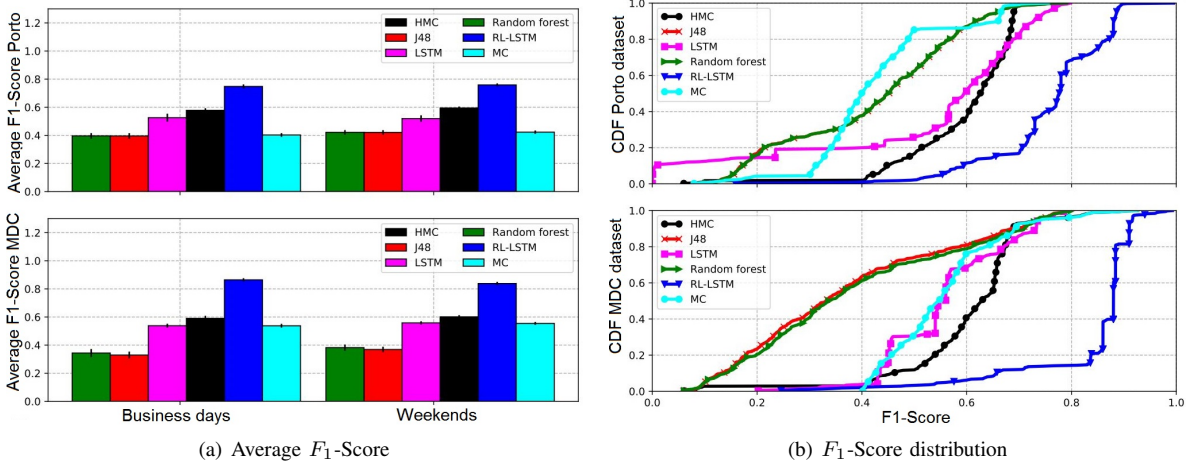 Average F1-Score Porto
1.2
1.0
0.8
0.6
0.4
0.2
0.0
HMC
J48
LSTM
Random forest
RL-LSTM
MC
Average F1-Score MDC
1.2
1.0
0.8
0.6
0.4
0.2
0.0
HMC
J48
LSTM
Random forest
RL-LSTM
MC
Business days
Weekends
(a) Average F1-Score
CDF Porto dataset
1.0
0.8
0.6
0.4
0.2
0.0
HMC
J48
LSTM
Random forest
RL-LSTM
MC
CDF MDC dataset
1.0
0.8
0.6
0.4
0.2
0.0
HMC
J48
LSTM
Random forest
RL-LSTM
MC
0.0 0.2 0.4 0.6 0.8 1.0
F1-Score
(b) F1-Score distribution